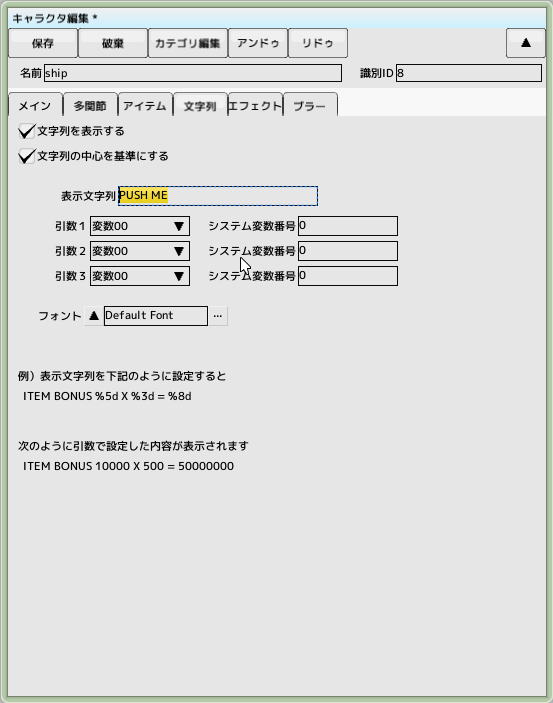 キャラクタ編集 *
保存 破棄 カテゴリ編集 アンドゥ リドゥ ▲
名前 ship 識別ID 8
メイン 多関節 アイテム 文字列 エフェクト ブラー
文字列を表示する
文字列の中心を基準にする
表示文字列 PUSH ME
引数1 変数00 ▼ システム変数番号 0
引数2 変数00 ▼ システム変数番号 0
引数3 変数00 ▼ システム変数番号 0
フォント ▲ Default Font ...
例）表示文字列を下記のように設定すると
ITEM BONUS %5d X %3d = %8d
次のように引数で設定した内容が表示されます
ITEM BONUS 10000 X 500 = 50000000